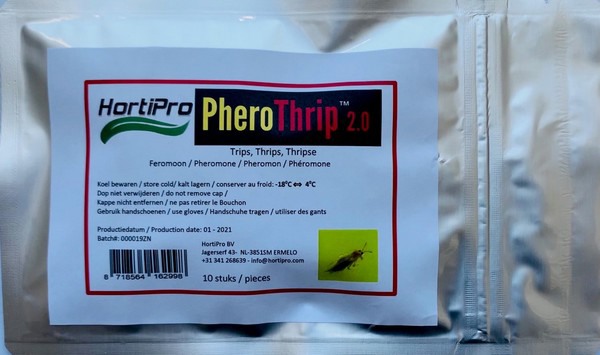 HortiPro
PheroThrip™ 2.0
Trips, Thrips, Thripse
Feromoon / Pheromone / Pheromon / Phéromone
Koel bewaren / store cold/ kalt lagern / conserver au froid: -18°C ⇔ 4°C
Dop niet verwijderen / do not remove cap /
Kappe nicht entfernen / ne pas retirer le Bouchon
Gebruik handschoenen / use gloves / Handschuhe tragen / utiliser des gants
Productiedatum / Production date: 01 - 2021
Batch#: 000019ZN
HortiPro BV
Jagerserf 43- NL-3851SM ERMELO
+31 341 268639 - info@hortipro.com
8 718564 162998
10 stuks / pieces